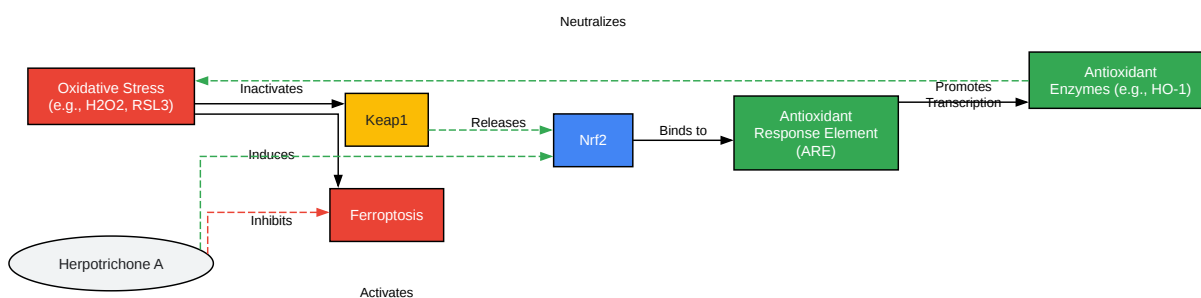 Neutralizes
Oxidative Stress
(e.g., H2O2, RSL3)
Inactivates
Keap1
Releases
Nrf2
Binds to
Antioxidant
Response Element
(ARE)
Promotes
Transcription
Antioxidant
Enzymes (e.g., HO-1)
Induces
Ferroptosis
Inhibits
Herpotrichone A
Activates